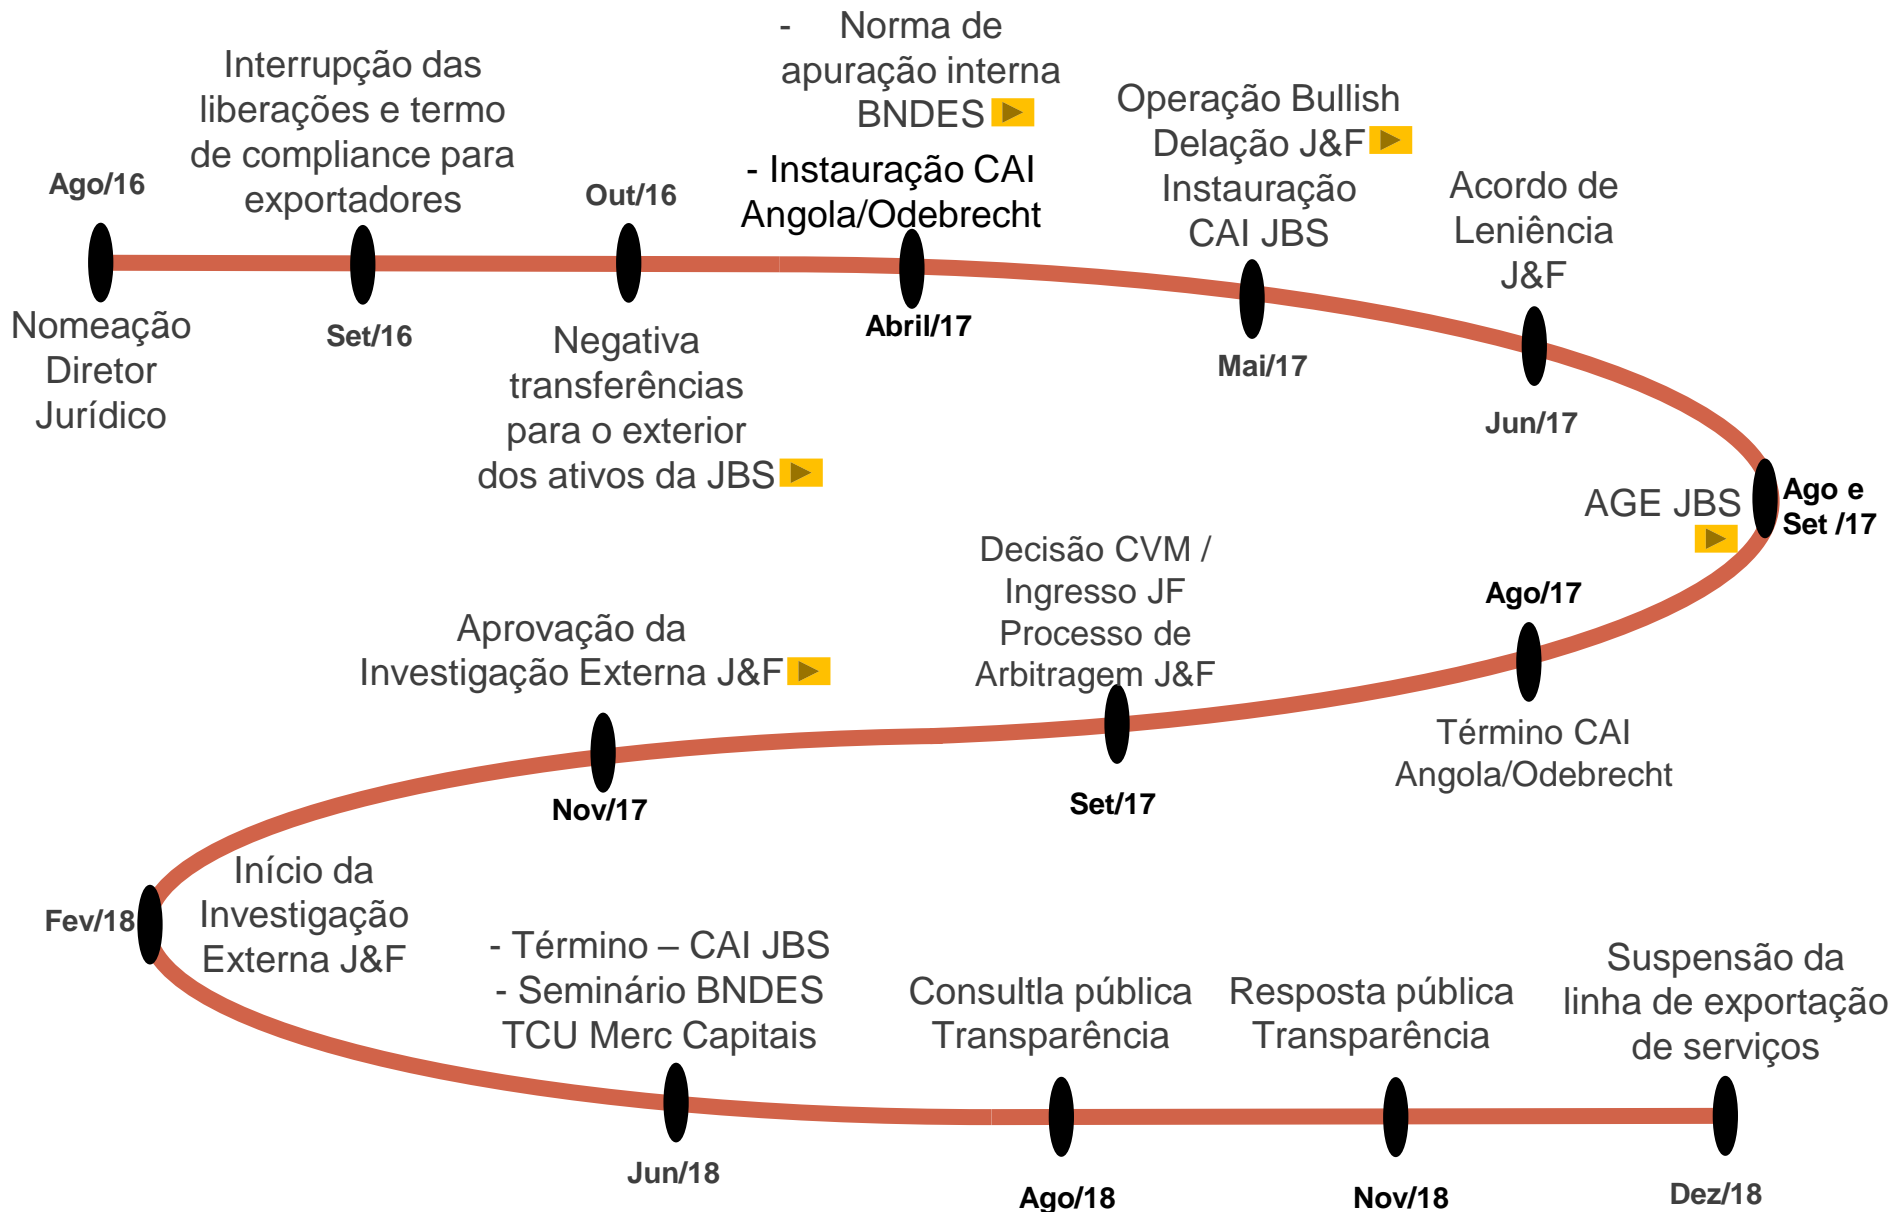 Ago/16
Nomeação
Diretor
Jurídico
Interrupção das
liberações e termo
de compliance para
exportadores
Set/16
Out/16
Negativa
transferências
para o exterior
dos ativos da JBS
- Norma de
apuração interna
BNDES
- Instauração CAI
Angola/Odebrecht
Abril/17
Operação Bullish
Delação J&F
Instauração
CAI JBS
Mai/17
Acordo de
Leniência
J&F
Jun/17
AGE JBS
Ago e
Set /17
Ago/17
Término CAI
Angola/Odebrecht
Decisão CVM /
Ingresso JF
Processo de
Arbitragem J&F
Set/17
Aprovação da
Investigação Externa J&F
Nov/17
Fev/18
Início da
Investigação
Externa J&F
- Término – CAI JBS
- Seminário BNDES
TCU Merc Capitais
Jun/18
Consultla pública
Transparência
Ago/18
Resposta pública
Transparência
Nov/18
Suspensão da
linha de exportação
de serviços
Dez/18